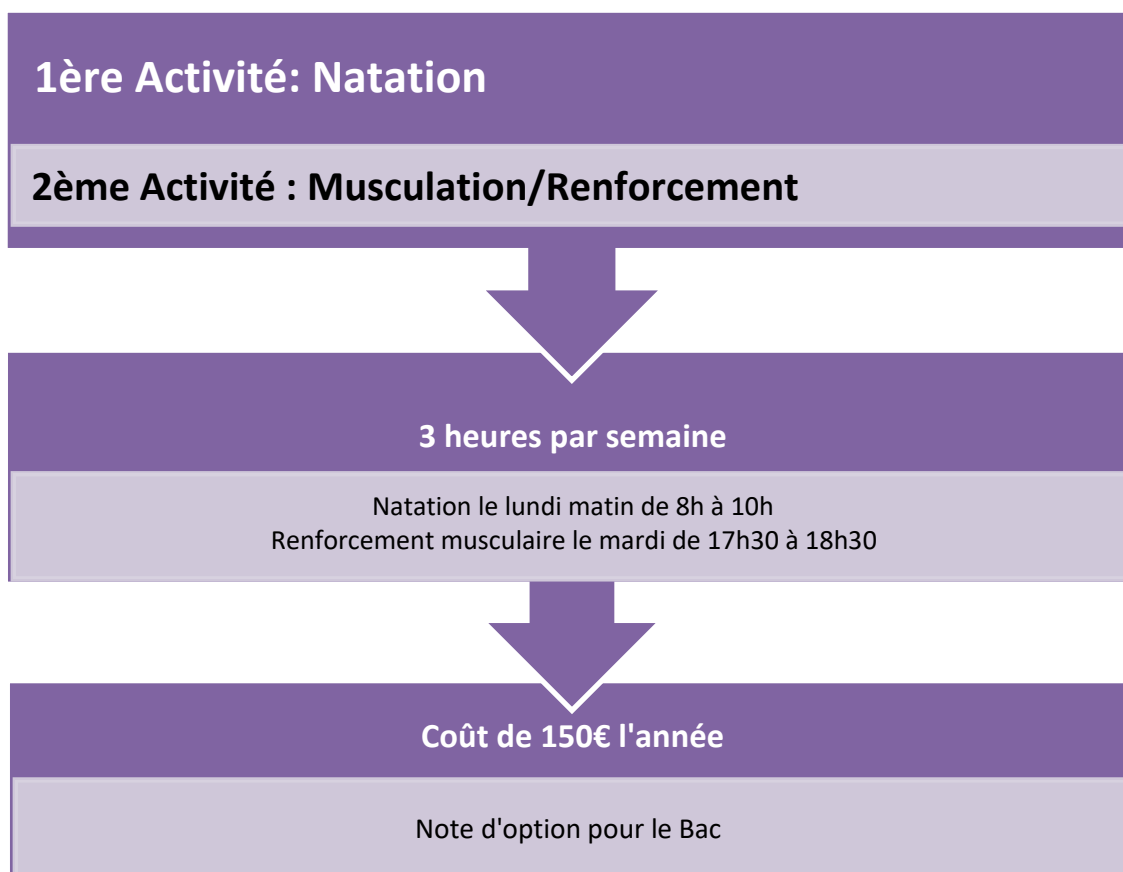 1ère Activité: Natation
2ème Activité : Musculation/Renforcement
3 heures par semaine
Natation le lundi matin de 8h à 10h
Renforcement musculaire le mardi de 17h30 à 18h30
Coût de 150€ l'année
Note d'option pour le Bac